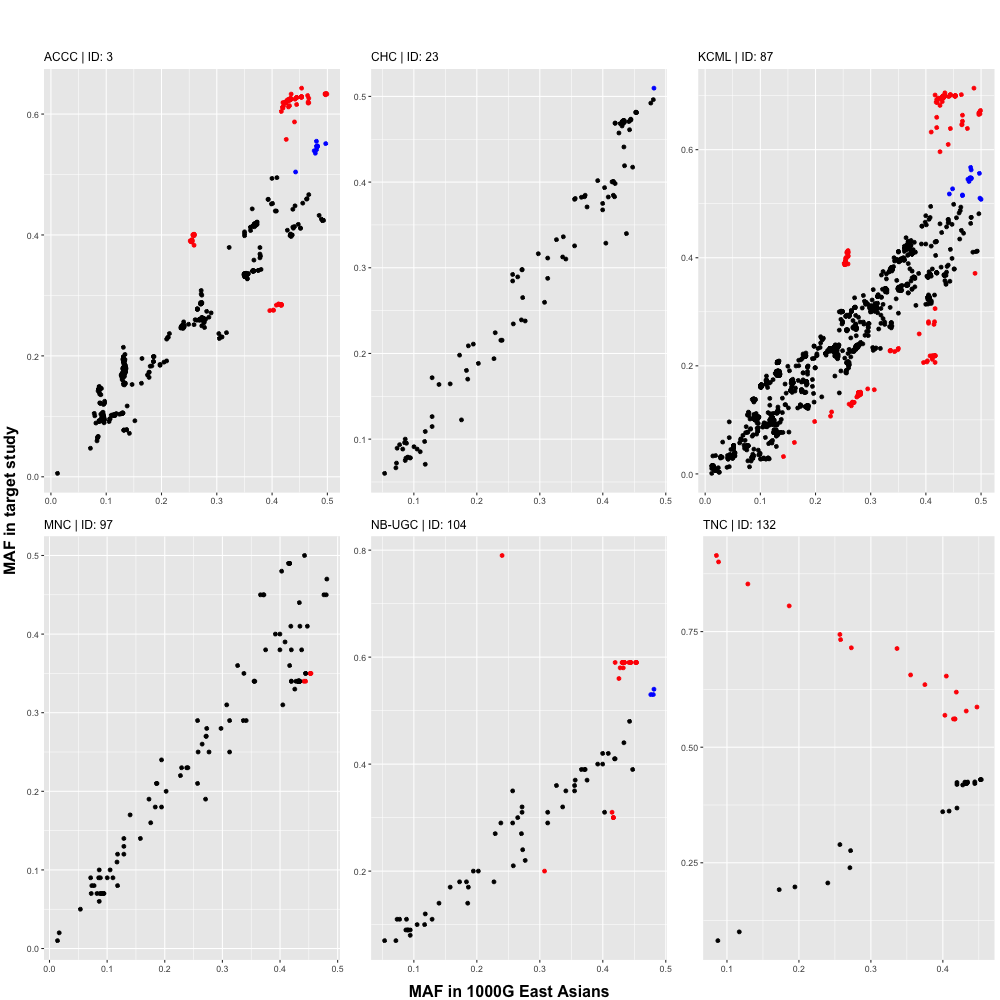 ACCC | ID: 3
CHC | ID: 23
KCML | ID: 87
0.6
0.4
0.2
0.0
0.0 0.1 0.2 0.3 0.4 0.5
0.5
0.4
0.3
0.2
0.1
0.1 0.2 0.3 0.4 0.5
0.6
0.4
0.2
0.0
0.0 0.1 0.2 0.3 0.4 0.5
MAF in target study
MNC | ID: 97
NB-UGC | ID: 104
TNC | ID: 132
0.5
0.4
0.3
0.2
0.1
0.0
0.0 0.1 0.2 0.3 0.4 0.5
0.8
0.6
0.4
0.2
0.1 0.2 0.3 0.4 0.5
0.75
0.50
0.25
0.1 0.2 0.3 0.4
MAF in 1000G East Asians